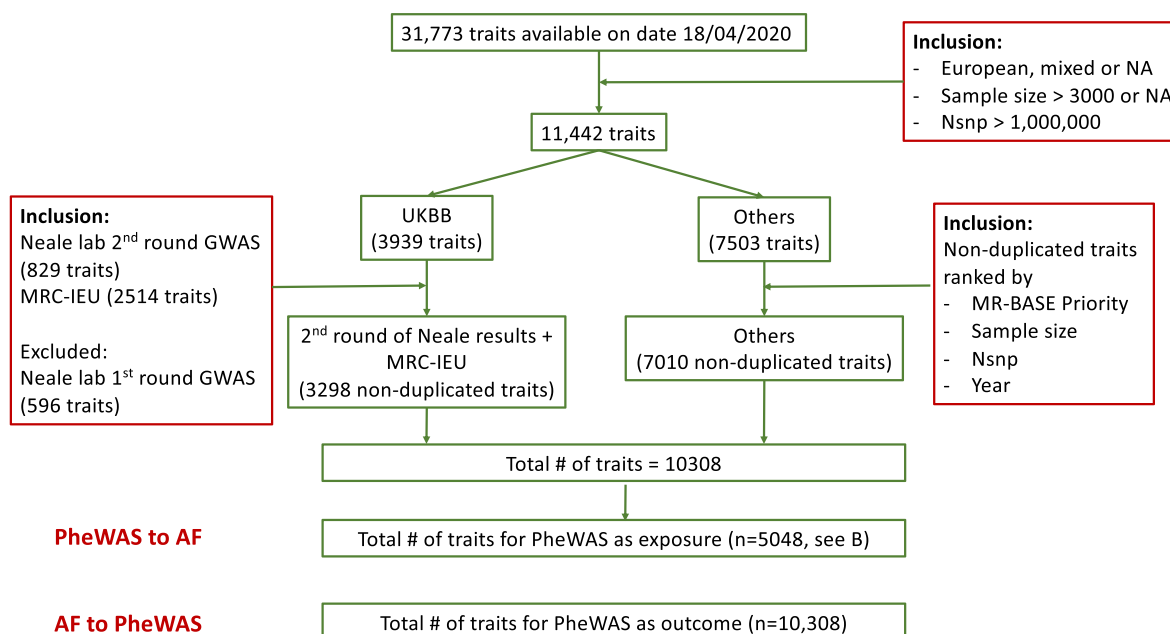 31,773 traits available on date 18/04/2020
Inclusion:
- European, mixed or NA
- Sample size > 3000 or NA
- Nsnp > 1,000,000
11,442 traits
Inclusion:
Neale lab 2nd round GWAS
(829 traits)
MRC-IEU (2514 traits)
Excluded:
Neale lab 1st round GWAS
(596 traits)
UKBB
(3939 traits)
Others
(7503 traits)
Inclusion:
Non-duplicated traits
ranked by
- MR-BASE Priority
- Sample size
- Nsnp
- Year
2nd round of Neale results +
MRC-IEU
(3298 non-duplicated traits)
Others
(7010 non-duplicated traits)
Total # of traits = 10308
PheWAS to AF
Total # of traits for PheWAS as exposure (n=5048, see B)
AF to PheWAS
Total # of traits for PheWAS as outcome (n=10,308)